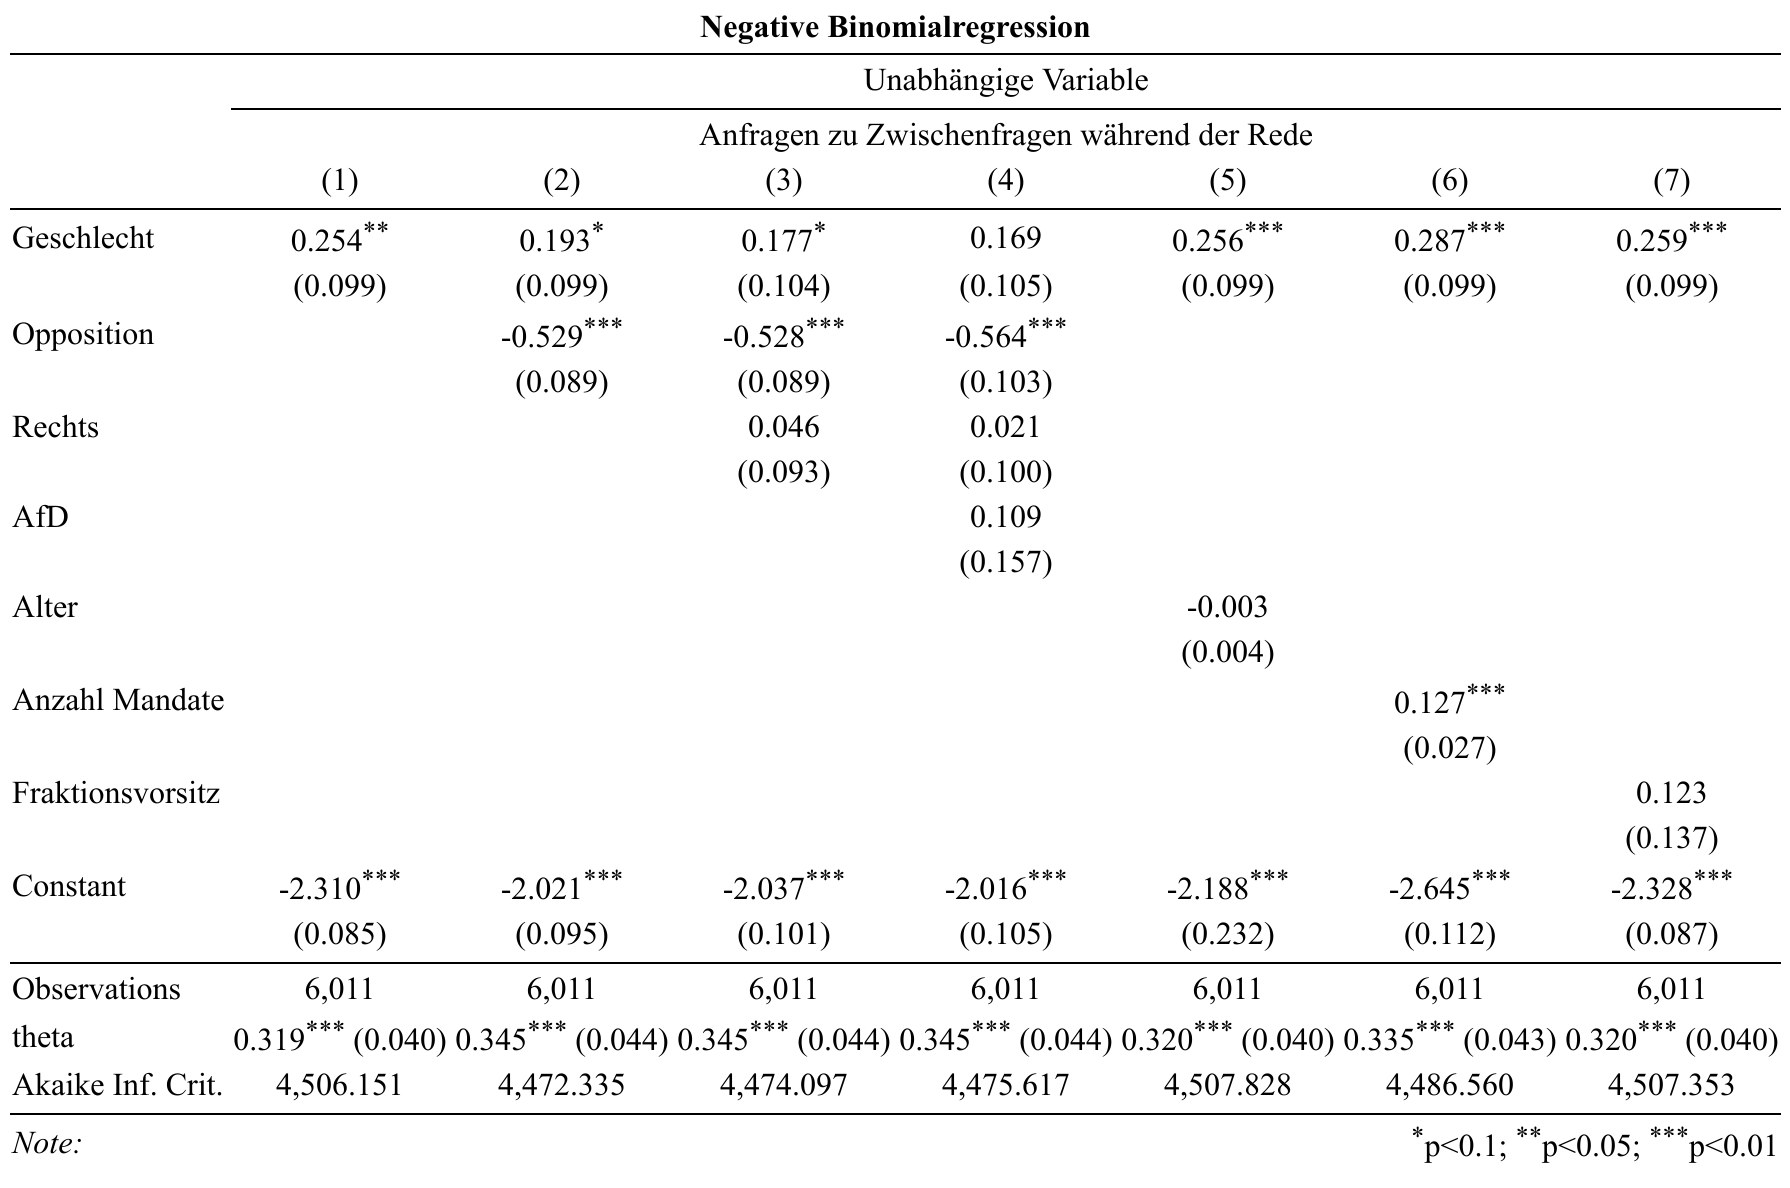 Negative Binomialregression
Unabhängige Variable
Anfragen zu Zwischenfragen während der Rede
(1) (2) (3) (4) (5) (6) (7)
Geschlecht 0.254** 0.193* 0.177* 0.169 0.256*** 0.287*** 0.259***
(0.099) (0.099) (0.104) (0.105) (0.099) (0.099) (0.099)
Opposition -0.529*** -0.528*** -0.564***
(0.089) (0.089) (0.103)
Rechts 0.046 0.021
(0.093) (0.100)
AfD 0.109
(0.157)
Alter -0.003
(0.004)
Anzahl Mandate 0.127***
(0.027)
Fraktionsvorsitz 0.123
(0.137)
Constant -2.310*** -2.021*** -2.037*** -2.016*** -2.188*** -2.645*** -2.328***
(0.085) (0.095) (0.101) (0.105) (0.232) (0.112) (0.087)
Observations 6,011 6,011 6,011 6,011 6,011 6,011 6,011
theta 0.319*** (0.040) 0.345*** (0.044) 0.345*** (0.044) 0.345*** (0.044) 0.320*** (0.040) 0.335*** (0.043) 0.320*** (0.040)
Akaike Inf. Crit. 4,506.151 4,472.335 4,474.097 4,475.617 4,507.828 4,486.560 4,507.353
Note: *p<0.1; **p<0.05; ***p<0.01